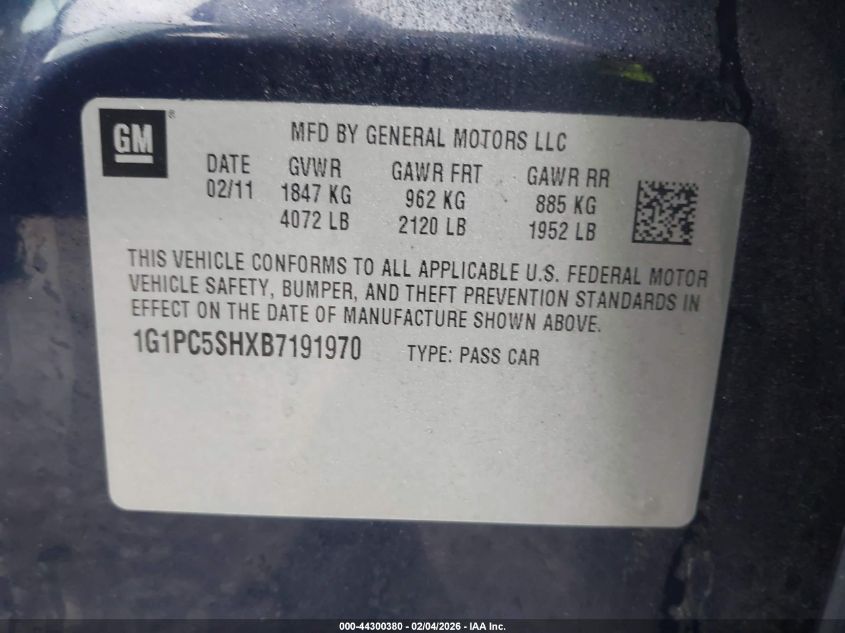 GM®
MFD BY GENERAL MOTORS LLC
DATE GVWR GAWR FRT GAWR RR
02/11 1847 KG 962 KG 885 KG
4072 LB 2120 LB 1952 LB
THIS VEHICLE CONFORMS TO ALL APPLICABLE U.S. FEDERAL MOTOR
VEHICLE SAFETY, BUMPER, AND THEFT PREVENTION STANDARDS IN
EFFECT ON THE DATE OF MANUFACTURE SHOWN ABOVE.
1G1PC5SHXB7191970 TYPE: PASS CAR
000-44300380 - 02/04/2026 - IAA Inc.